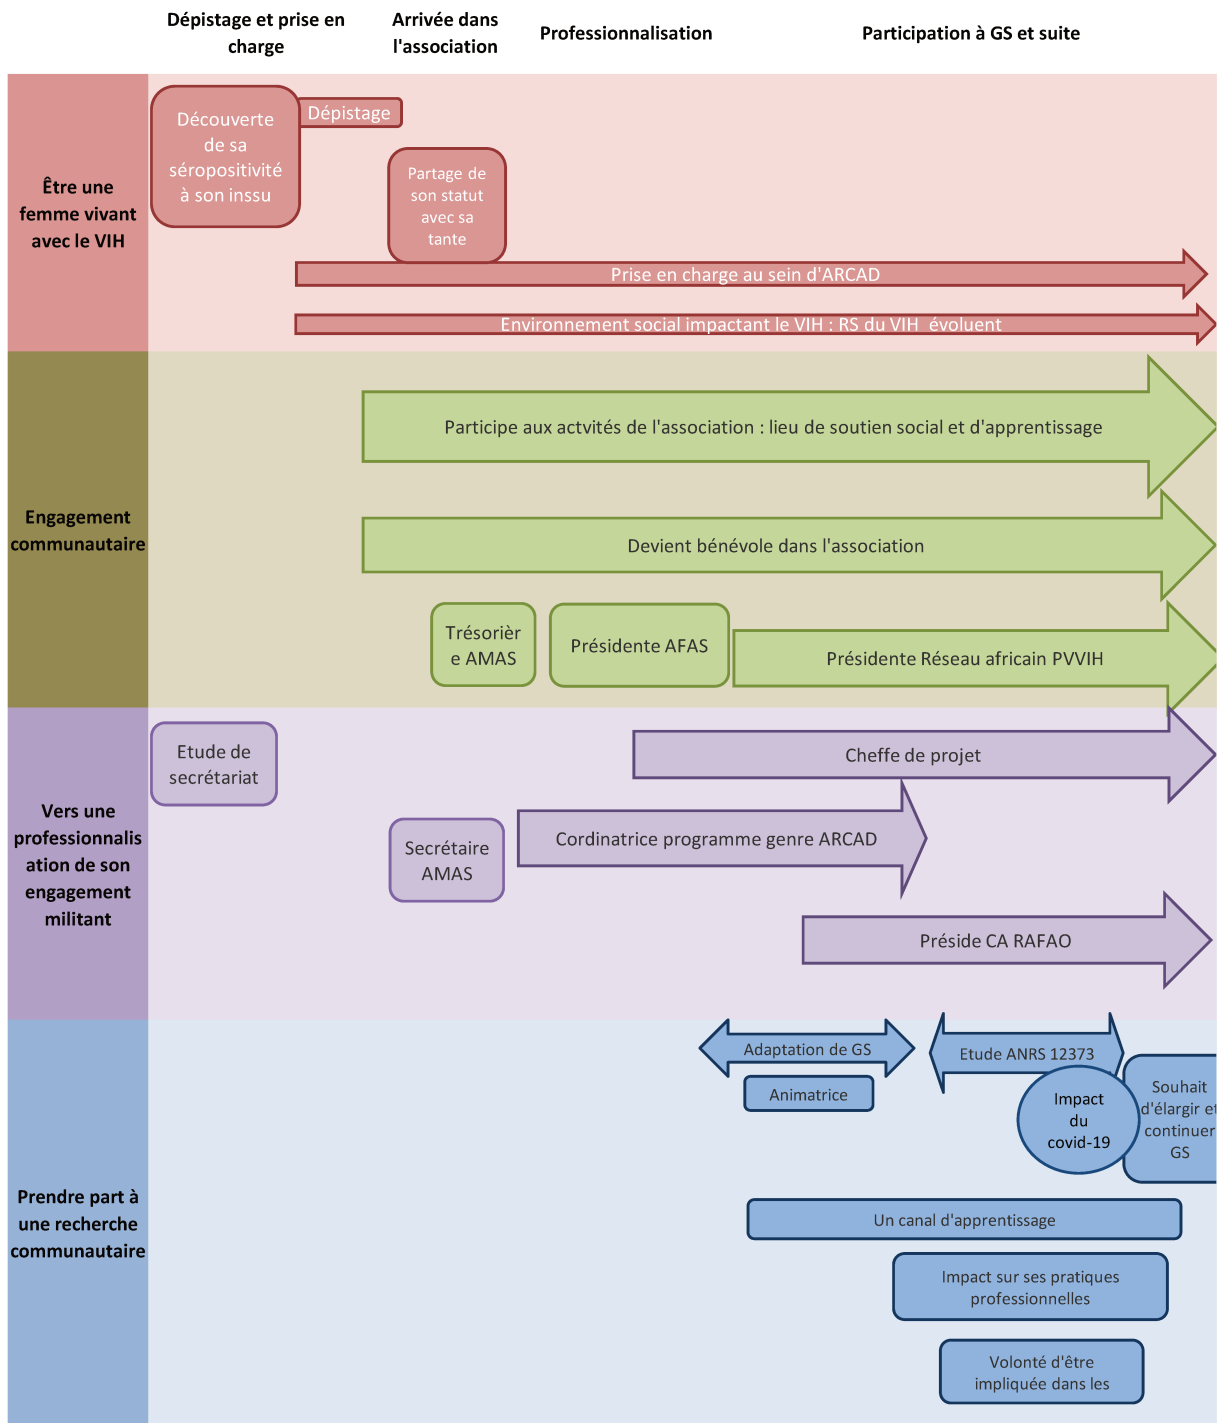 Dépistage et prise en
charge
Arrivée dans
l'association
Professionnalisation
Participation à GS et suite
Être une
femme vivant
avec le VIH
Découverte
de sa
séropositivité
à son inssu
Dépistage
Partage de
son statut
avec sa
tante
Prise en charge au sein d'ARCAD
Environnement social impactant le VIH : RS du VIH évoluent
Engagement
communautaire
Participe aux actvités de l'association : lieu de soutien social et d'apprentissage
Devient bénévole dans l'association
Trésorièr
e AMAS
Présidente AFAS
Présidente Réseau africain PVVIH
Vers une
professionnalis
ation de son
engagement
militant
Etude de
secrétariat
Cheffe de projet
Secrétaire
AMAS
Cordinatrice programme genre ARCAD
Préside CA RAFAO
Prendre part à
une recherche
communautaire
Adaptation de GS
Animatrice
Etude ANRS 12373
Impact
du
covid-19
Souhait
d'élargir et
continuer
GS
Un canal d'apprentissage
Impact sur ses pratiques
professionnelles
Volonté d'être
impliquée dans les